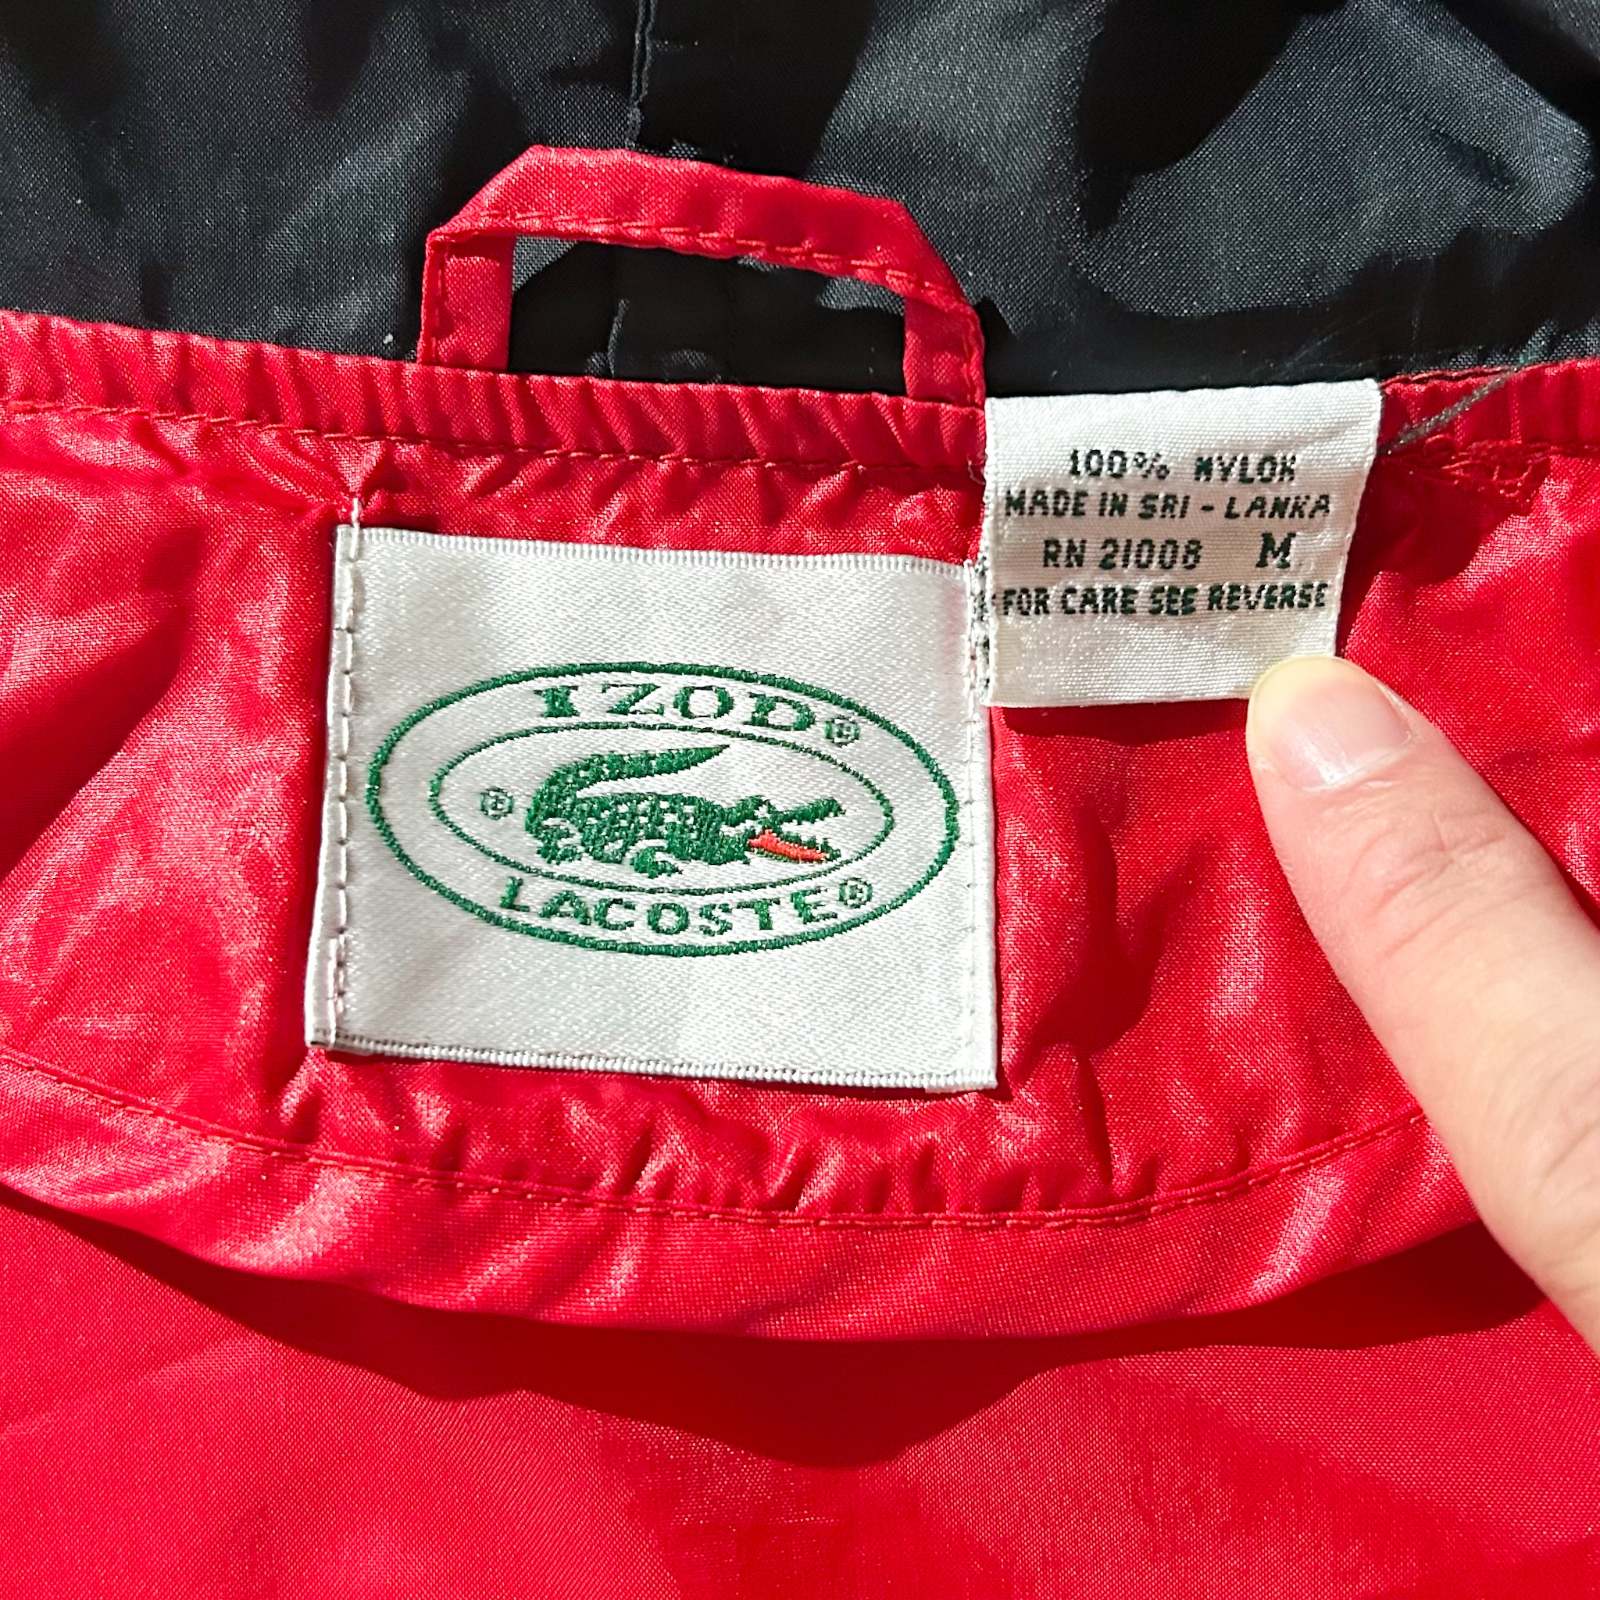 100% NYLON
MADE IN SRI - LANKA
RN 21008 M
FOR CARE SEE REVERSE
IZOD®
®
LACOSTE®